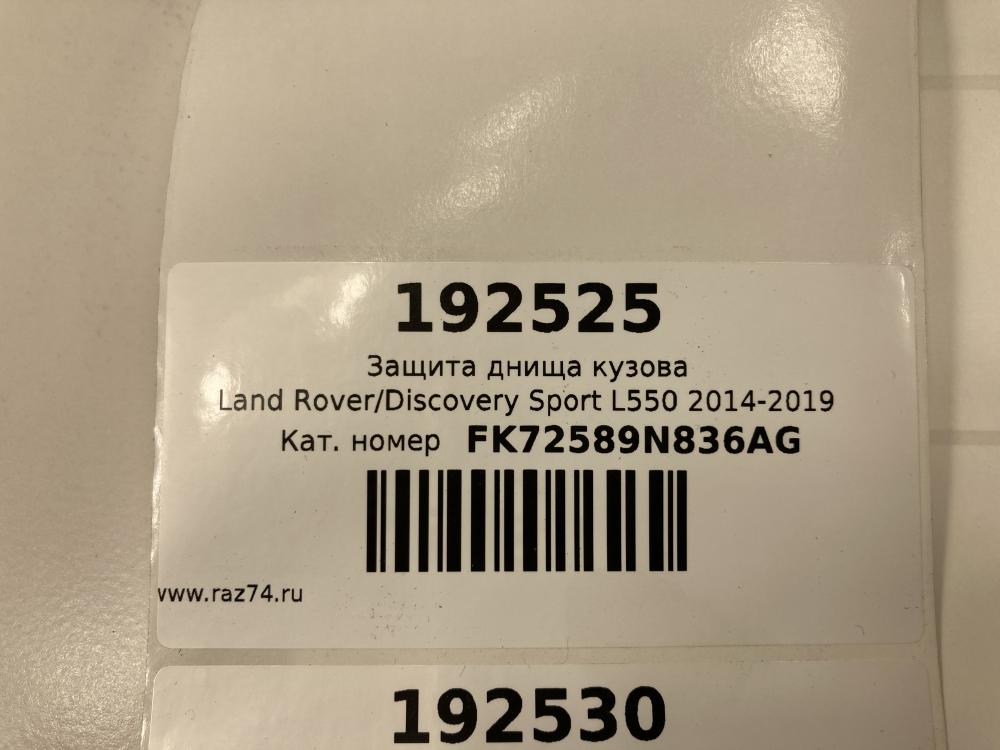 192525
Защита днища кузова
Land Rover/Discovery Sport L550 2014-2019
Кат. номер FK72589N836AG
www.raz74.ru
192530